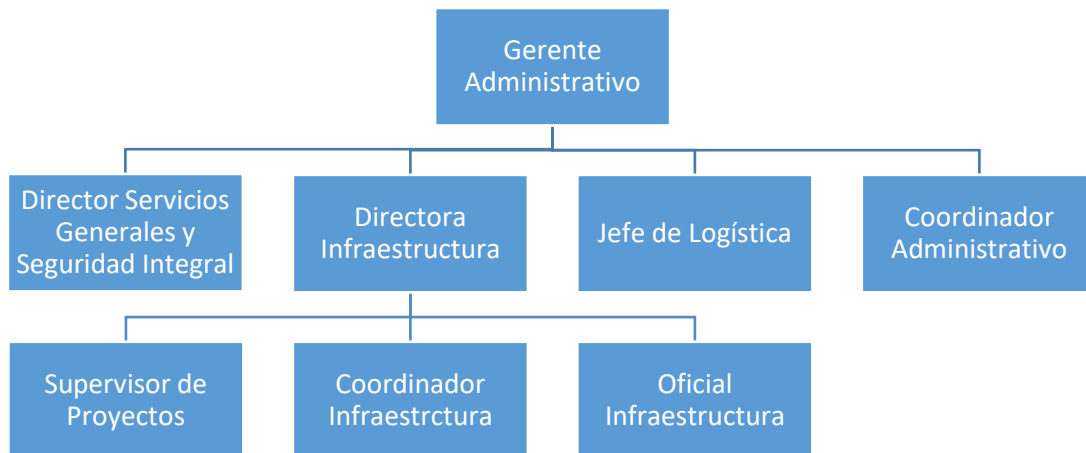 Gerente
Administrativo
Director Servicios
Generales y
Seguridad Integral
Directora
Infraestructura
Jefe de Logística
Coordinador
Administrativo
Supervisor de
Proyectos
Coordinador
Infraestrctura
Oficial
Infraestructura